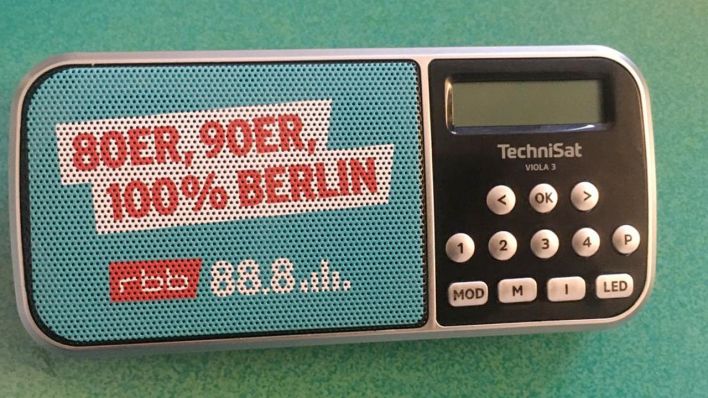 80ER, 90ER,
100% BERLIN
rbb 88.8
TechniSat
VIOLA 3
< OK >
1 2 3 4 P
MOD M I LED